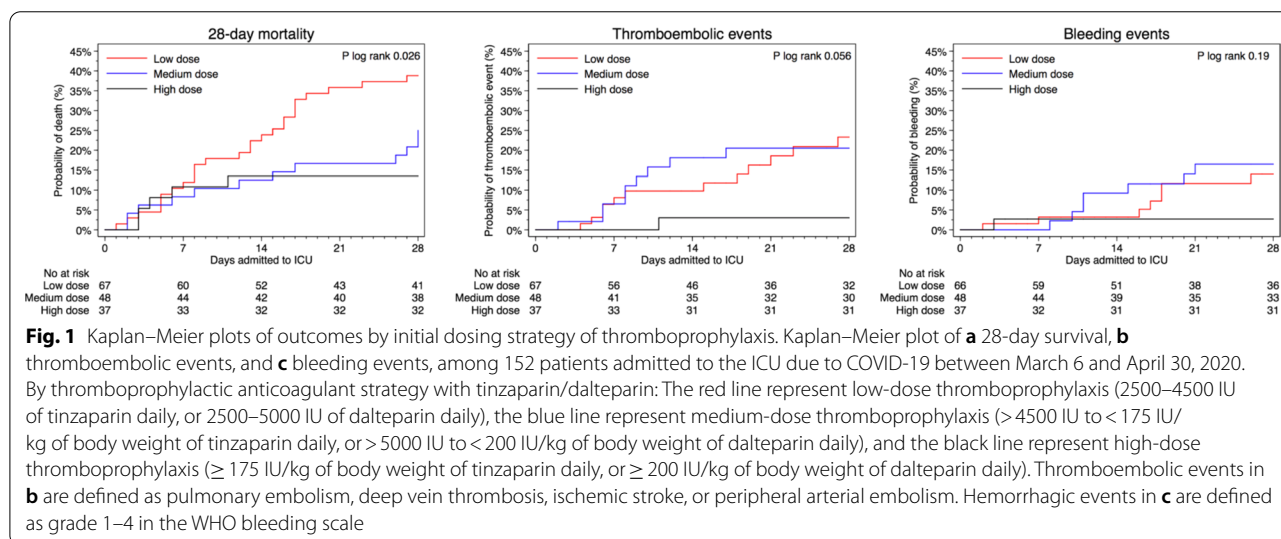 28-day mortality
P log rank 0.026
Low dose
Medium dose
High dose
Probability of death (%)
45%
40%
35%
30%
25%
20%
15%
10%
5%
0%
0 7 14 21 28
Days admitted to ICU
No at risk
Low dose 67 60 52 43 41
Medium dose 48 44 42 40 38
High dose 37 33 32 32 32
Thromboembolic events
P log rank 0.056
Low dose
Medium dose
High dose
Probability of thromboembolic event (%)
45%
40%
35%
30%
25%
20%
15%
10%
5%
0%
0 7 14 21 28
Days admitted to ICU
No at risk
Low dose 67 56 46 36 32
Medium dose 48 41 35 32 30
High dose 37 33 31 31 31
Bleeding events
P log rank 0.19
Low dose
Medium dose
High dose
Probability of bleeding (%)
45%
40%
35%
30%
25%
20%
15%
10%
5%
0%
0 7 14 21 28
Days admitted to ICU
No at risk
Low dose 66 59 51 38 36
Medium dose 48 44 39 35 33
High dose 37 32 31 31 31
Fig. 1 Kaplan–Meier plots of outcomes by initial dosing strategy of thromboprophylaxis. Kaplan–Meier plot of a 28-day survival, b
thromboembolic events, and c bleeding events, among 152 patients admitted to the ICU due to COVID-19 between March 6 and April 30, 2020.
By thromboprophylactic anticoagulant strategy with tinzaparin/dalteparin: The red line represent low-dose thromboprophylaxis (2500–4500 IU
of tinzaparin daily, or 2500–5000 IU of dalteparin daily), the blue line represent medium-dose thromboprophylaxis (> 4500 IU to < 175 IU/
kg of body weight of tinzaparin daily, or > 5000 IU to < 200 IU/kg of body weight of dalteparin daily), and the black line represent high-dose
thromboprophylaxis (≥ 175 IU/kg of body weight of tinzaparin daily, or ≥ 200 IU/kg of body weight of dalteparin daily). Thromboembolic events in
b are defined as pulmonary embolism, deep vein thrombosis, ischemic stroke, or peripheral arterial embolism. Hemorrhagic events in c are defined
as grade 1–4 in the WHO bleeding scale